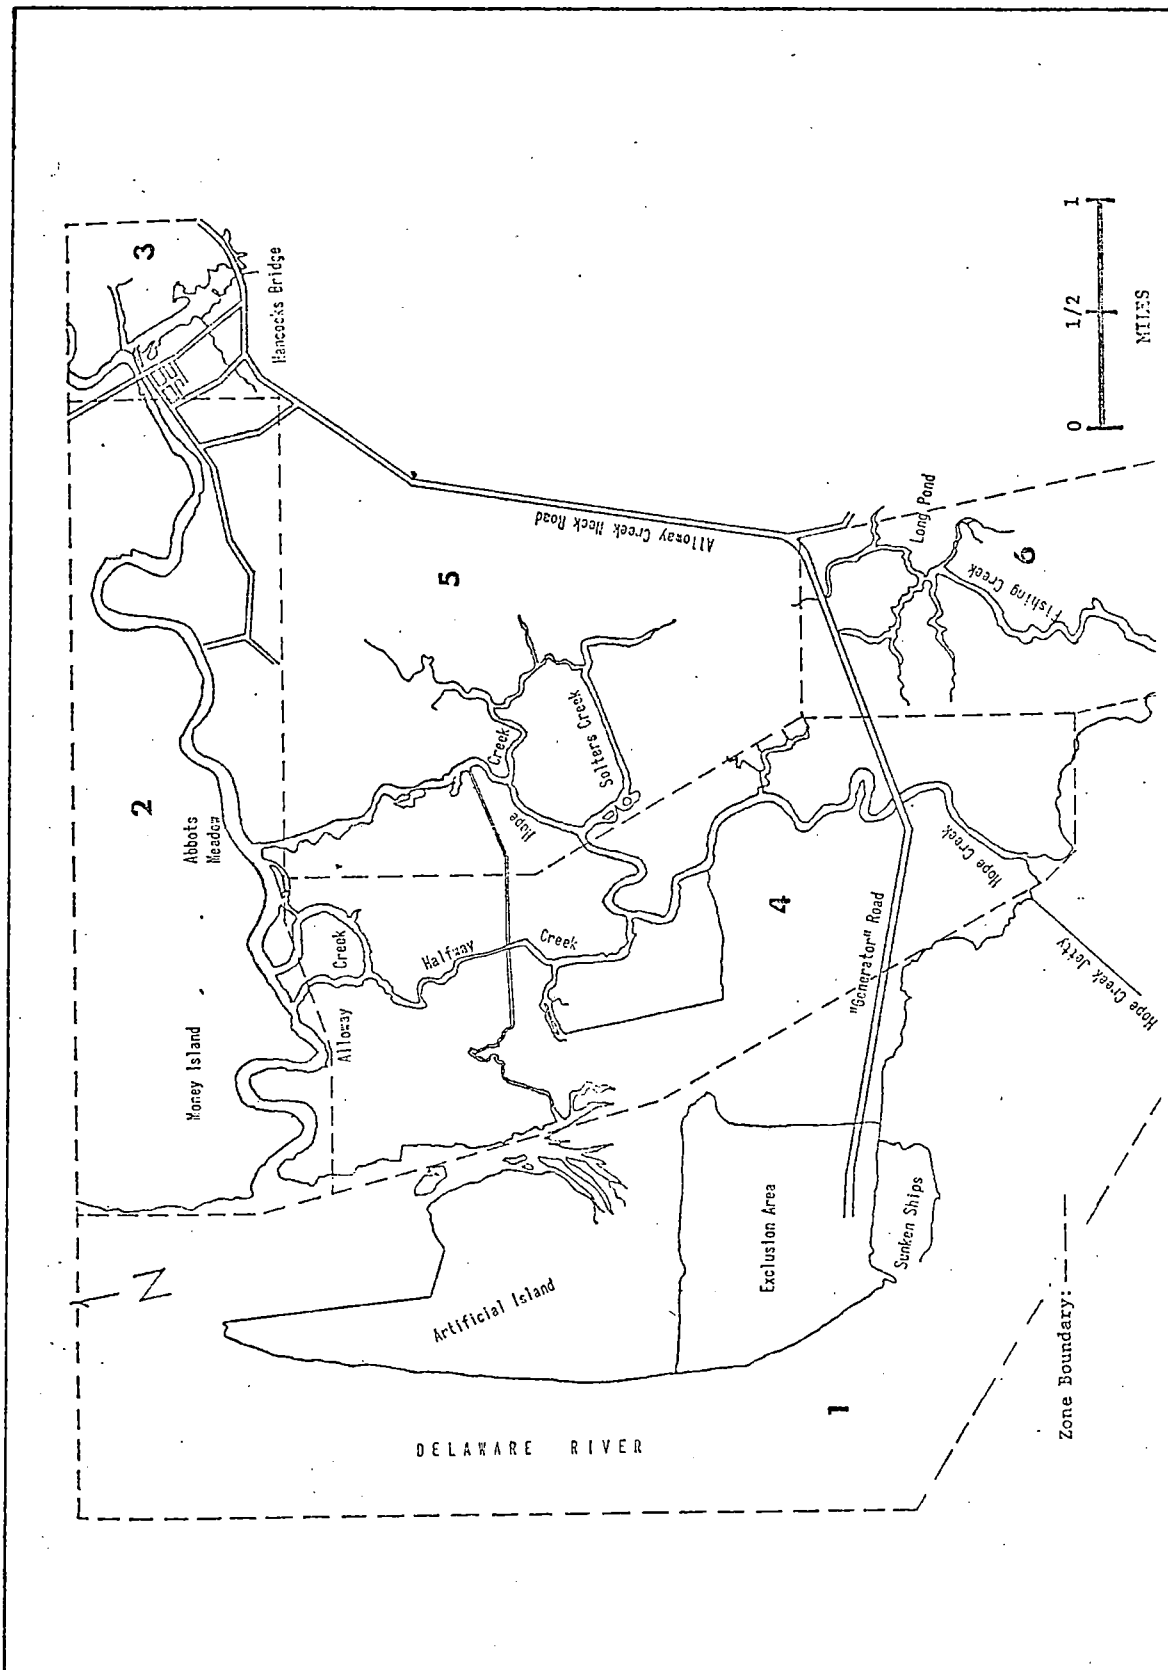 3
Hancocks Bridge
2
Abbots
Meadow
Money Island
Alloway
Creek
5
Alloway Creek Neck Road
Hope
Creek
Salters Creek
Halfway
Creek
4
"Generator" Road
Hope Creek
Hope Creek Jetty
Long Pond
Fishing Creek
6
N
Artificial Island
Exclusion Area
Sunken Ships
1
DELAWARE RIVER
Zone Boundary:
0 1/2 1
MILES